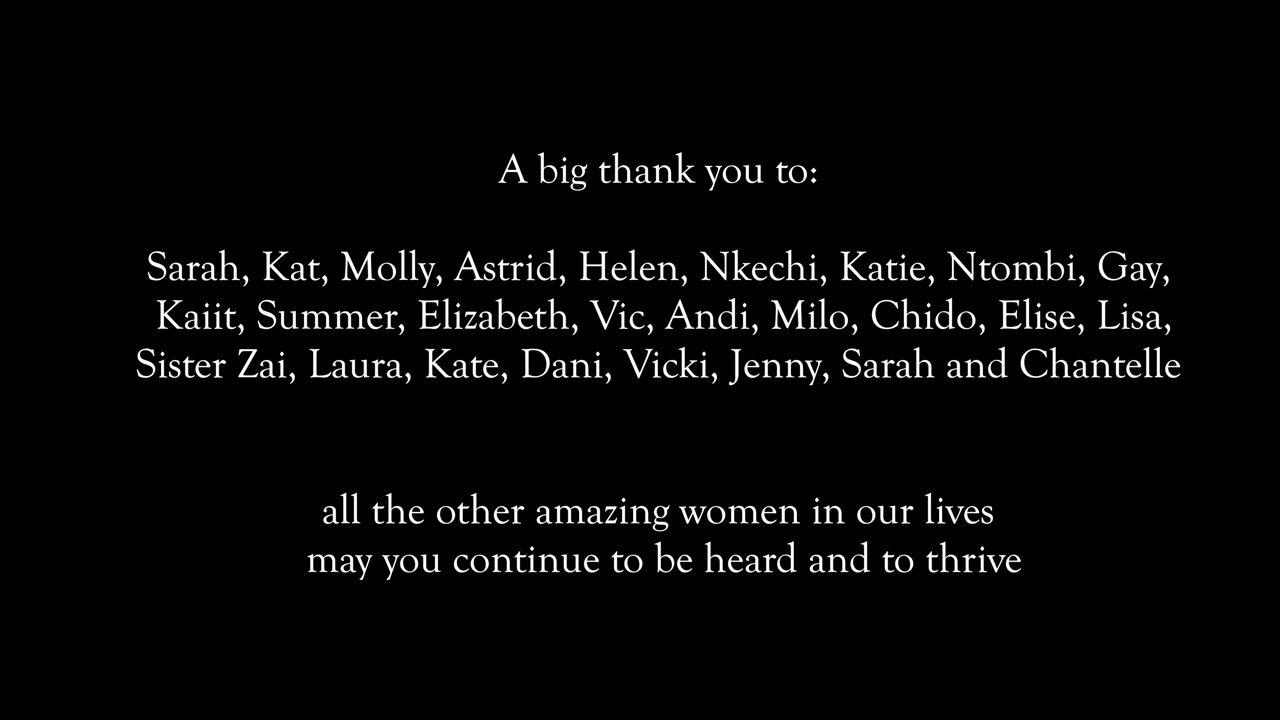 A big thank you to:
Sarah, Kat, Molly, Astrid, Helen, Nkechi, Katie, Ntombi, Gay,
Kaiit, Summer, Elizabeth, Vic, Andi, Milo, Chido, Elise, Lisa,
Sister Zai, Laura, Kate, Dani, Vicki, Jenny, Sarah and Chantelle
all the other amazing women in our lives
may you continue to be heard and to thrive